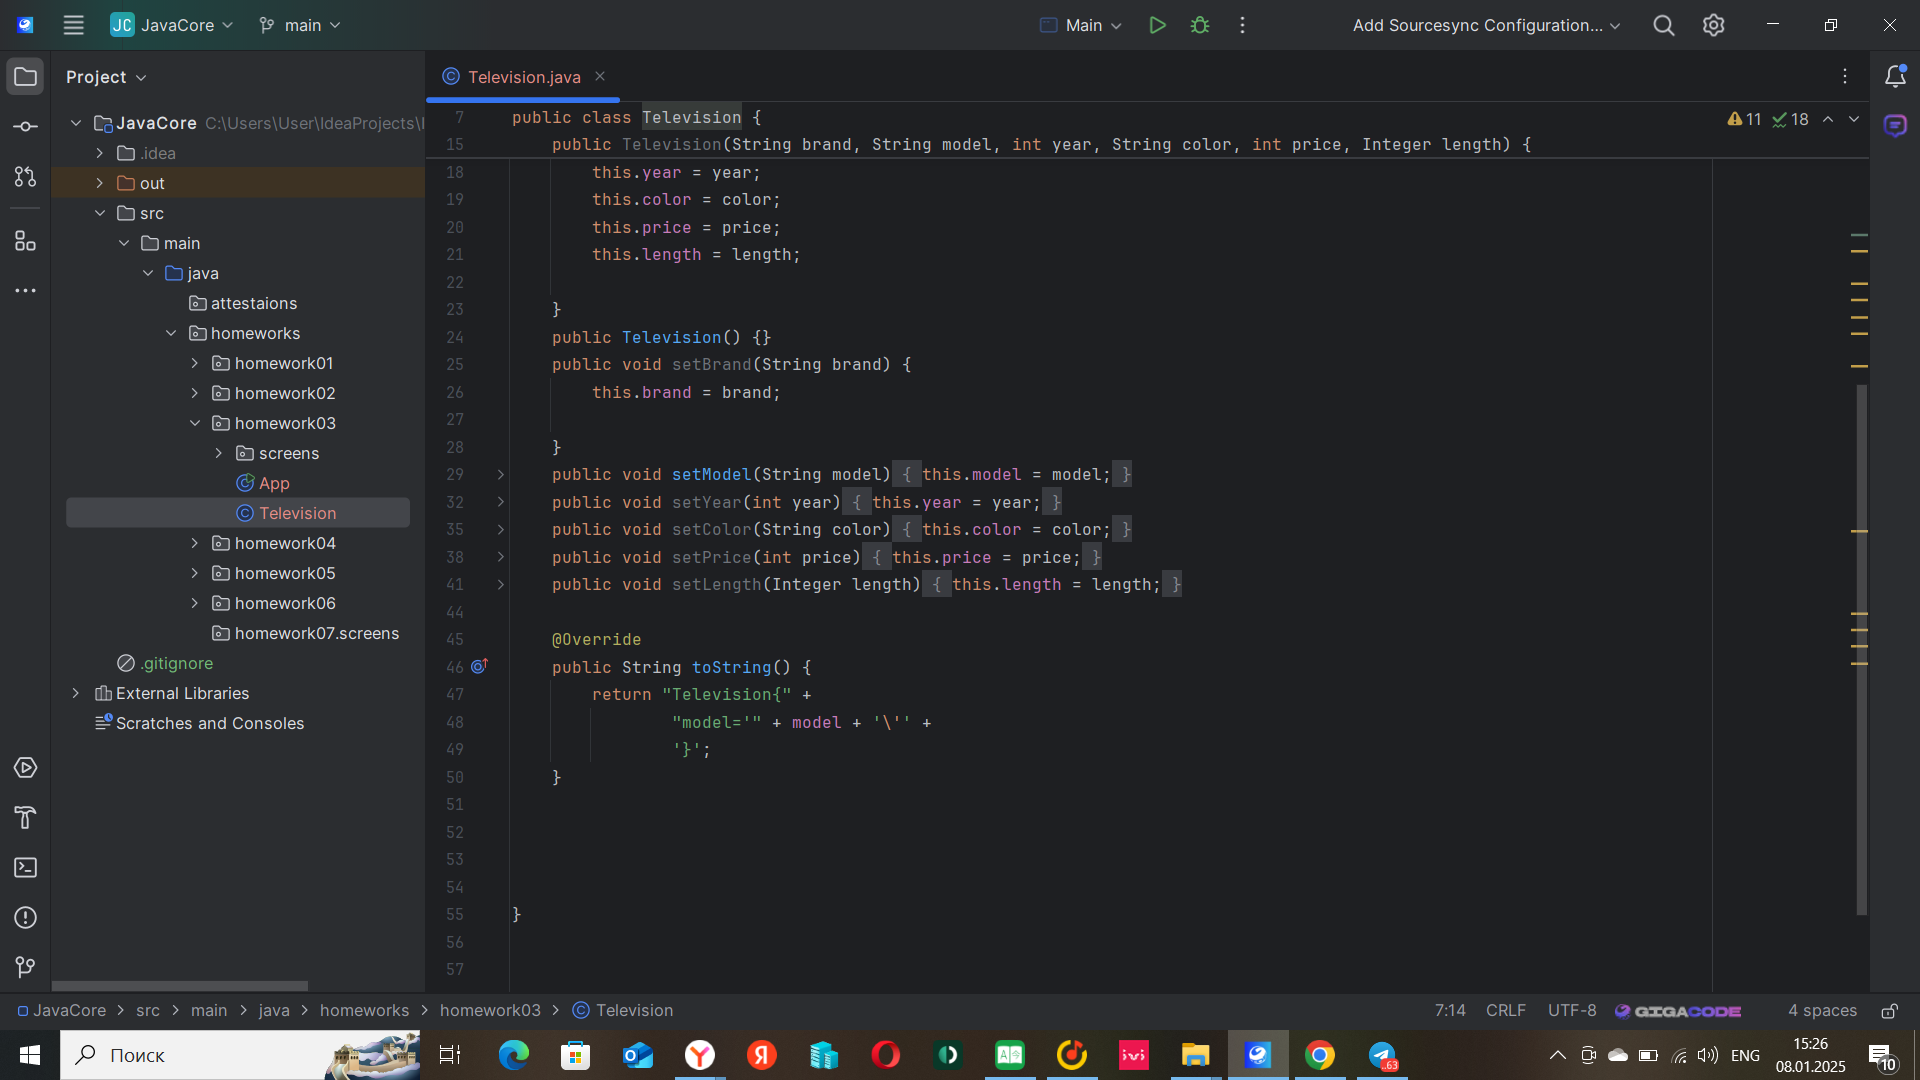 JC JavaCore
main
Main
Add Sourcesync Configuration...
Project
JavaCore C:\Users\User\IdeaProjects\
.idea
out
src
main
java
attestaions
homeworks
homework01
homework02
homework03
screens
App
Television
homework04
homework05
homework06
homework07.screens
.gitignore
External Libraries
Scratches and Consoles
Television.java
11 18
7 public class Television {
15 public Television(String brand, String model, int year, String color, int price, Integer length) {
18 this.year = year;
19 this.color = color;
20 this.price = price;
21 this.length = length;
22
23 }
24 public Television() {}
25 public void setBrand(String brand) {
26 this.brand = brand;
27
28 }
29 public void setModel(String model) { this.model = model; }
32 public void setYear(int year) { this.year = year; }
35 public void setColor(String color) { this.color = color; }
38 public void setPrice(int price) { this.price = price; }
41 public void setLength(Integer length) { this.length = length; }
44
45 @Override
46 public String toString() {
47 return "Television{" +
48 "model='" + model + '\'' +
49 '}';
50 }
51
52
53
54
55 }
56
57
JavaCore > src > main > java > homeworks > homework03 > Television
7:14 CRLF UTF-8 GIGACODE 4 spaces
Поиск
ivi
63
ENG
15:26
08.01.2025
10